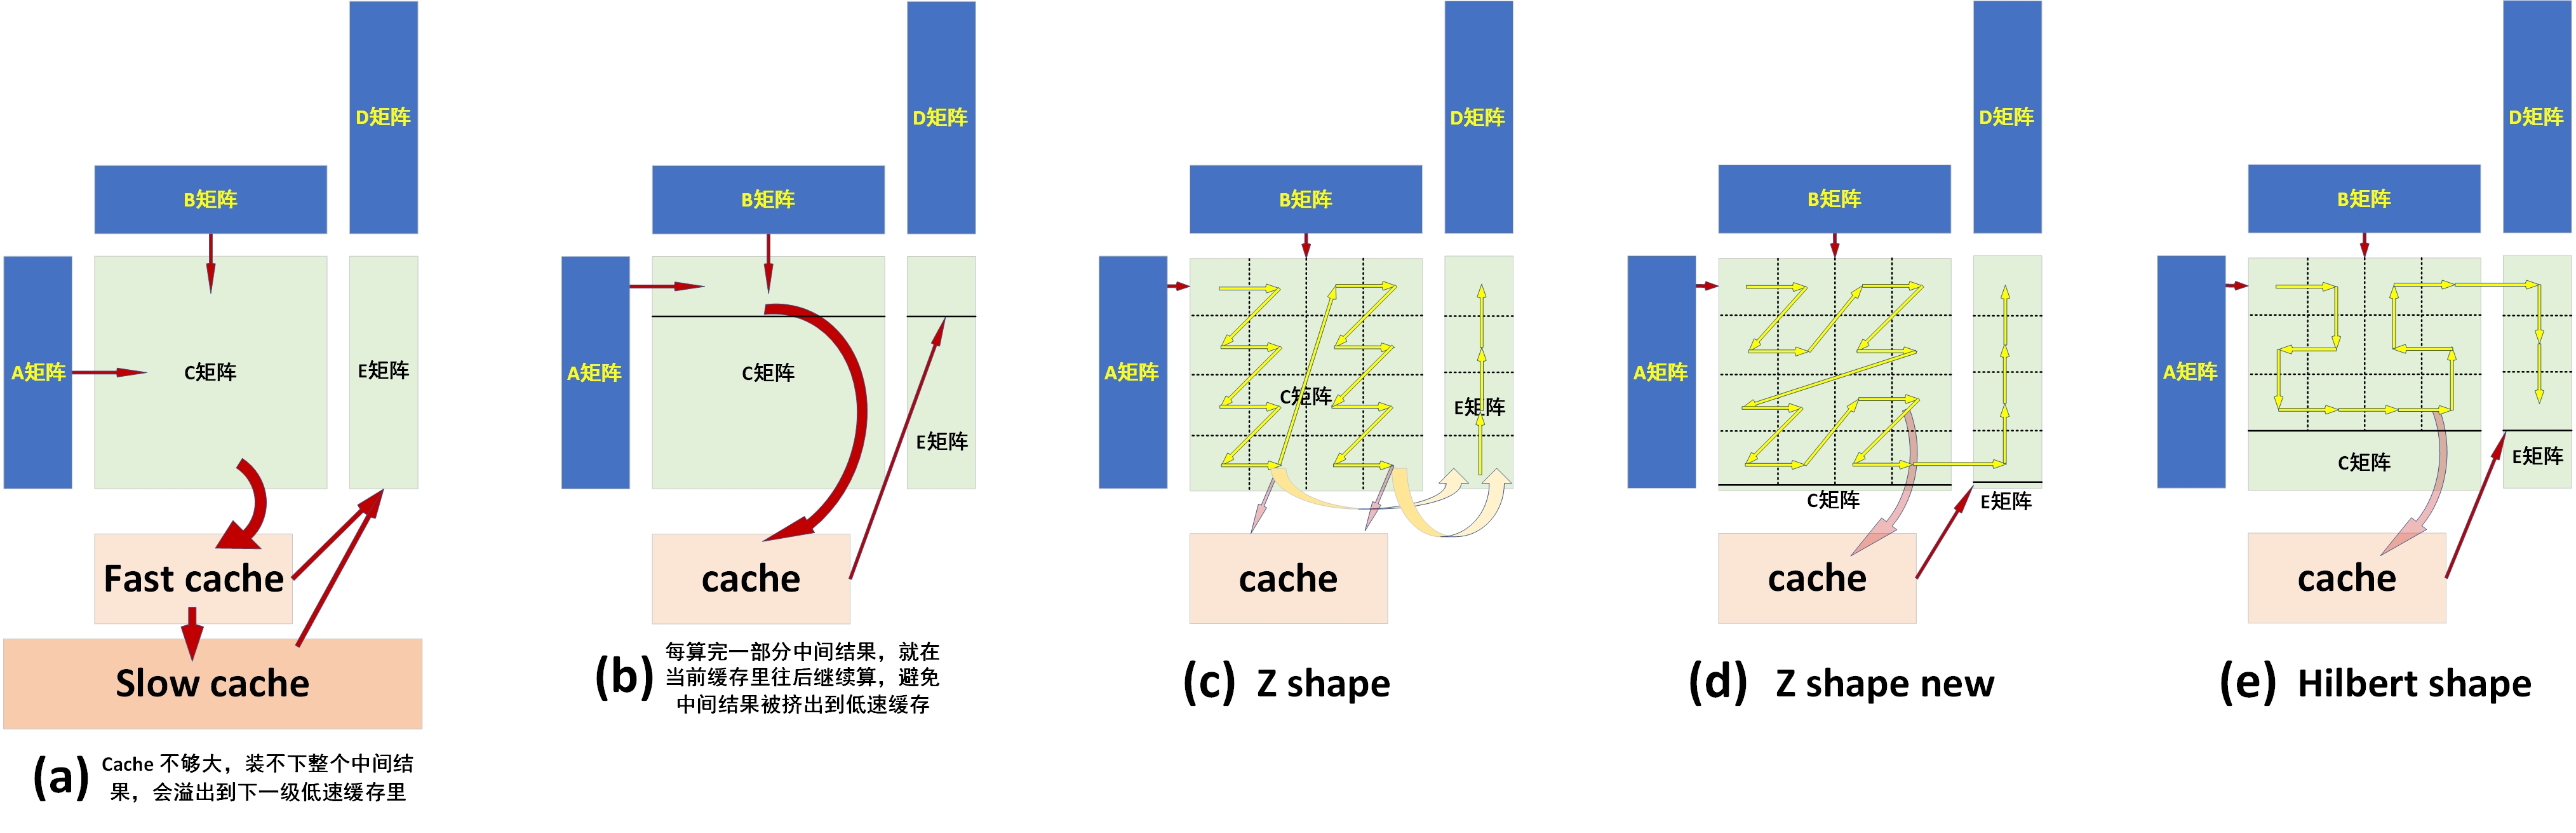 D矩阵
B矩阵
A矩阵
C矩阵
E矩阵
Fast cache
Slow cache
(a) Cache 不够大，装不下整个中间结
果，会溢出到下一级低速缓存里
D矩阵
B矩阵
A矩阵
C矩阵
E矩阵
cache
(b) 每算完一部分中间结果，就在
当前缓存里往后继续算，避免
中间结果被挤出到低速缓存
D矩阵
B矩阵
A矩阵
C矩阵
E矩阵
cache
(c) Z shape
D矩阵
B矩阵
A矩阵
C矩阵
E矩阵
cache
(d) Z shape new
D矩阵
B矩阵
A矩阵
C矩阵
E矩阵
cache
(e) Hilbert shape